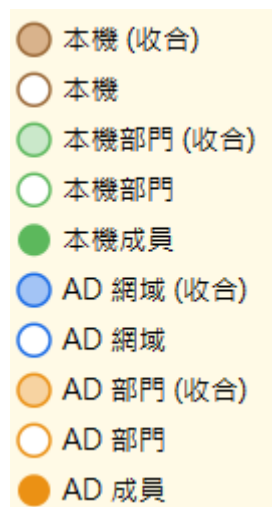 本機 (收合)
本機
本機部門 (收合)
本機部門
本機成員
AD 網域 (收合)
AD 網域
AD 部門 (收合)
AD 部門
AD 成員